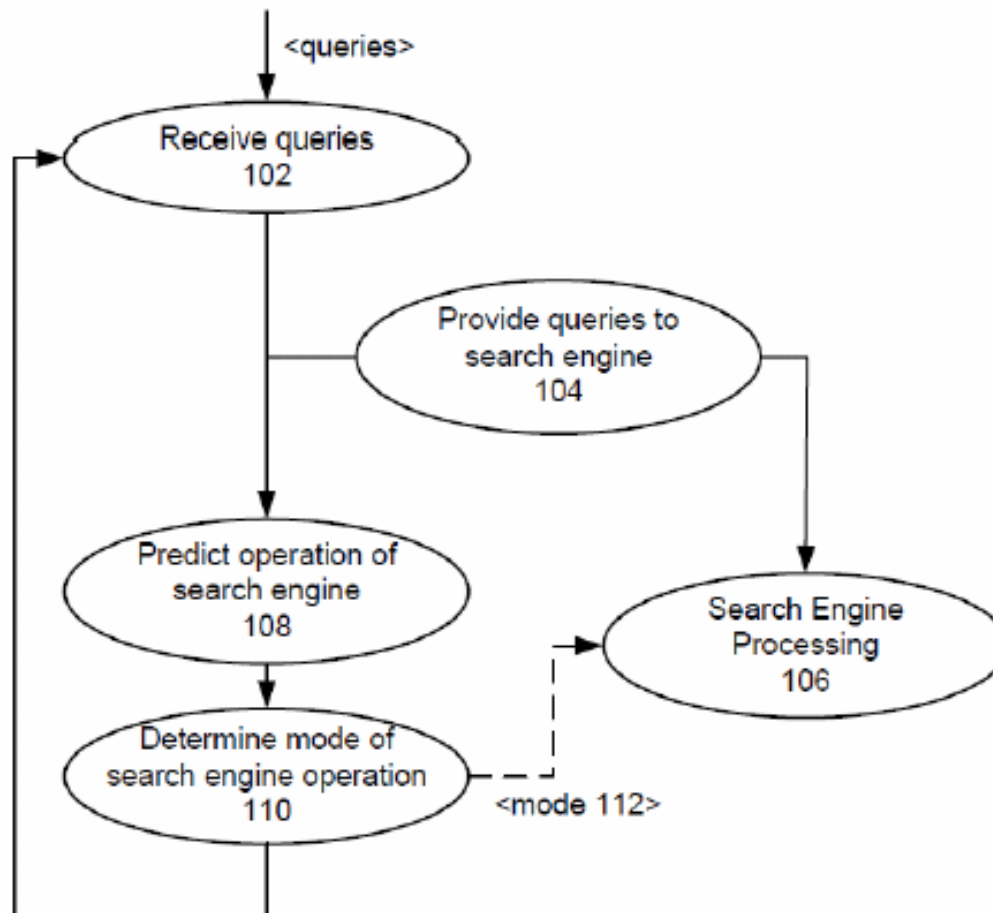 <queries>
Receive queries
102
Provide queries to
search engine
104
Predict operation of
search engine
108
Search Engine
Processing
106
Determine mode of
search engine operation
110
<mode 112>